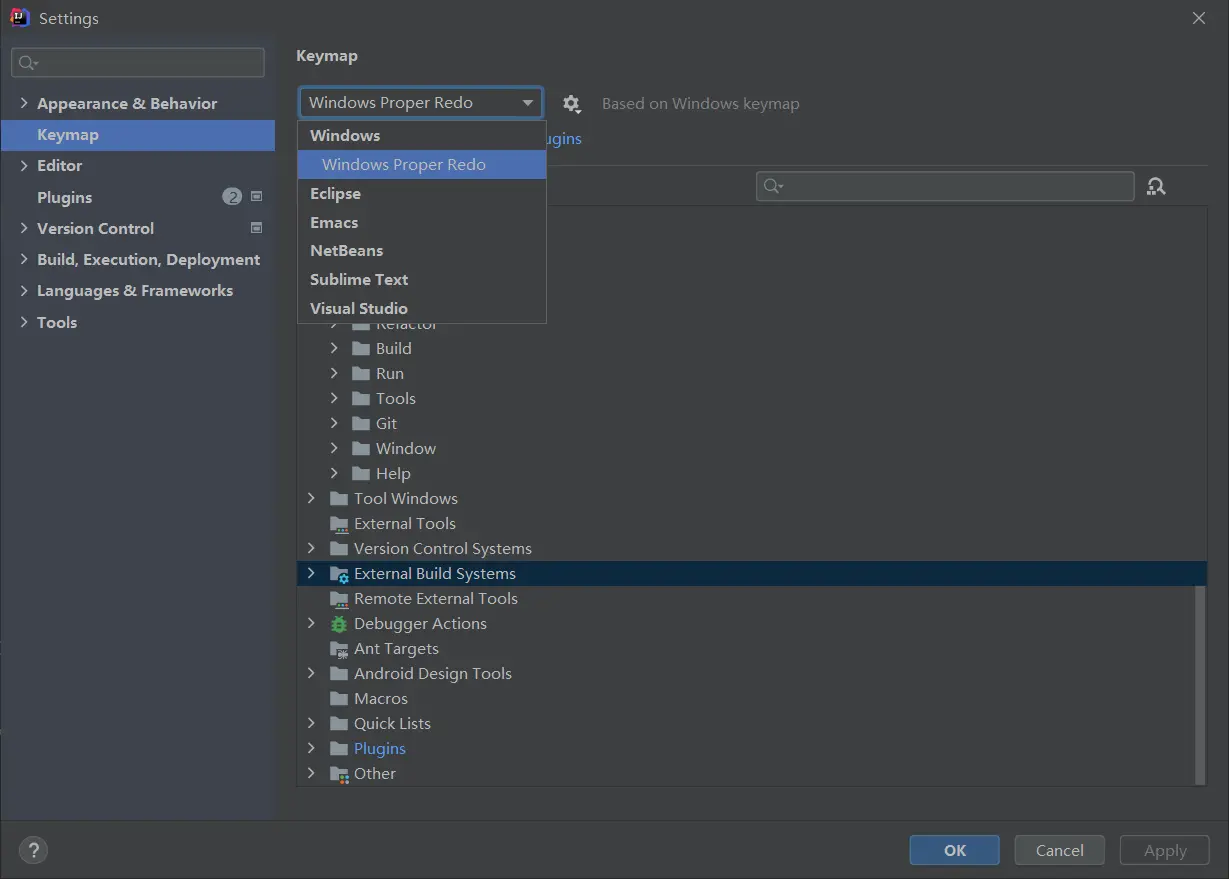 Settings
Appearance & Behavior
Keymap
Editor
Plugins 2
Version Control
Build, Execution, Deployment
Languages & Frameworks
Tools
Keymap
Windows Proper Redo
Based on Windows keymap
ugins
Windows
Windows Proper Redo
Eclipse
Emacs
NetBeans
Sublime Text
Visual Studio
Refactor
Build
Run
Tools
Git
Window
Help
Tool Windows
External Tools
Version Control Systems
External Build Systems
Remote External Tools
Debugger Actions
Ant Targets
Android Design Tools
Macros
Quick Lists
Plugins
Other
?
OK
Cancel
Apply